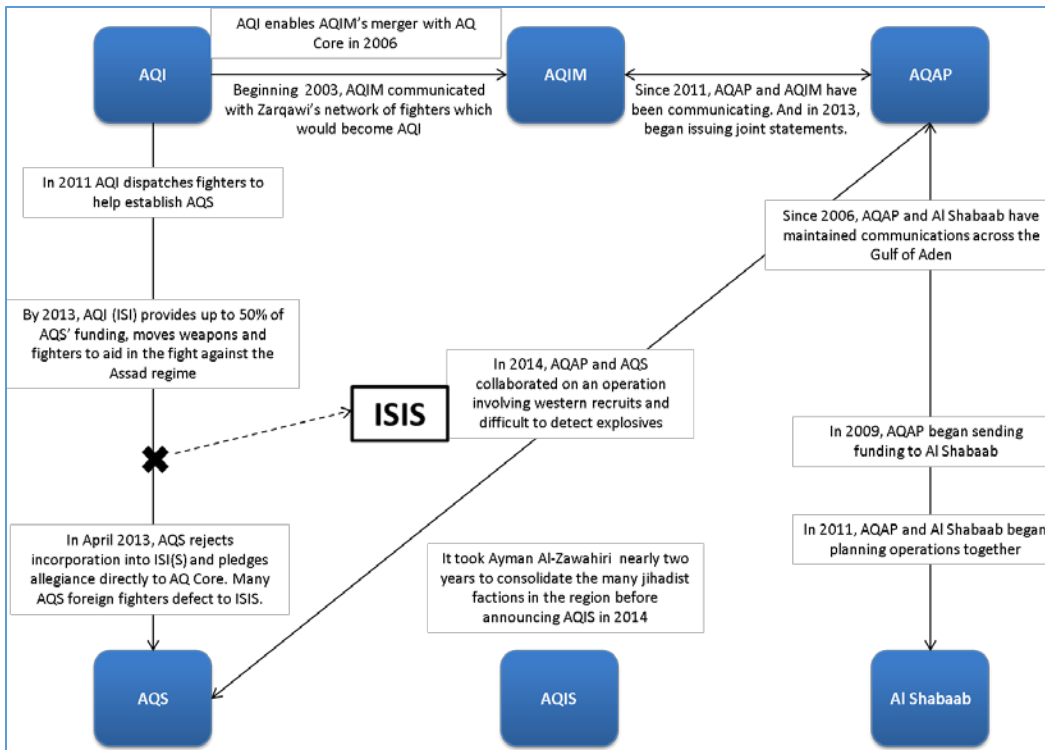 AQI enables AQIM's merger with AQ
Core in 2006
AQI
AQIM
AQAP
Beginning  2003, AQIM communicated
with Zarqawi's network of fighters which
would become AQI
Since 2011, AQAP and AQIM have
been communicating. And in 2013,
began issuing joint statements.
In 2011 AQI dispatches fighters to
help establish AQS
Since 2006, AQAP and Al Shabaab have
maintained communications across the
Gulf of Aden
By 2013, AQI (ISI) provides up to 50% of
AQS' funding, moves weapons and
fighters to aid in the fight against the
Assad regime
ISIS
In 2014, AQAP and AQS
collaborated on an operation
involving western recruits and
difficult to detect explosives
In 2009, AQAP began sending
funding to Al Shabaab
In April 2013, AQS rejects
incorporation into ISI(S) and pledges
allegiance directly to AQ Core. Many
AQS foreign fighters defect to ISIS.
In 2011, AQAP and Al Shabaab began
planning operations together
It took Ayman Al-Zawahiri  nearly two
years to consolidate the many jihadist
factions in the region before
announcing AQIS in 2014
AQS
AQIS
Al Shabaab